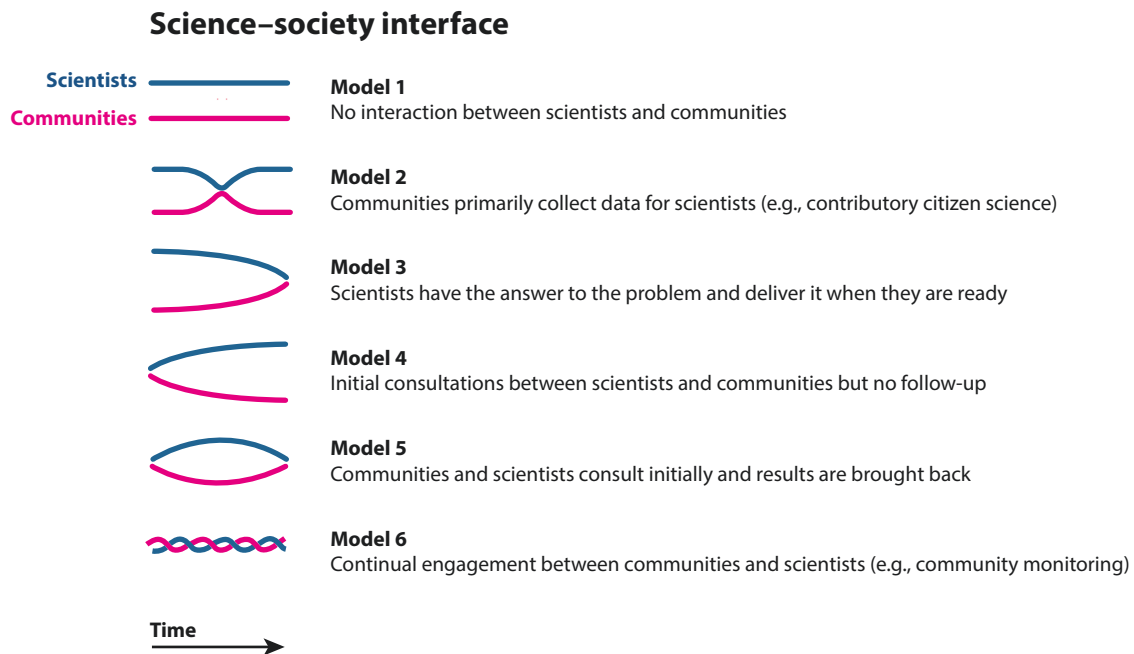 Science–society interface
Scientists
Communities
Model 1
No interaction between scientists and communities
Model 2
Communities primarily collect data for scientists (e.g., contributory citizen science)
Model 3
Scientists have the answer to the problem and deliver it when they are ready
Model 4
Initial consultations between scientists and communities but no follow-up
Model 5
Communities and scientists consult initially and results are brought back
Model 6
Continual engagement between communities and scientists (e.g., community monitoring)
Time